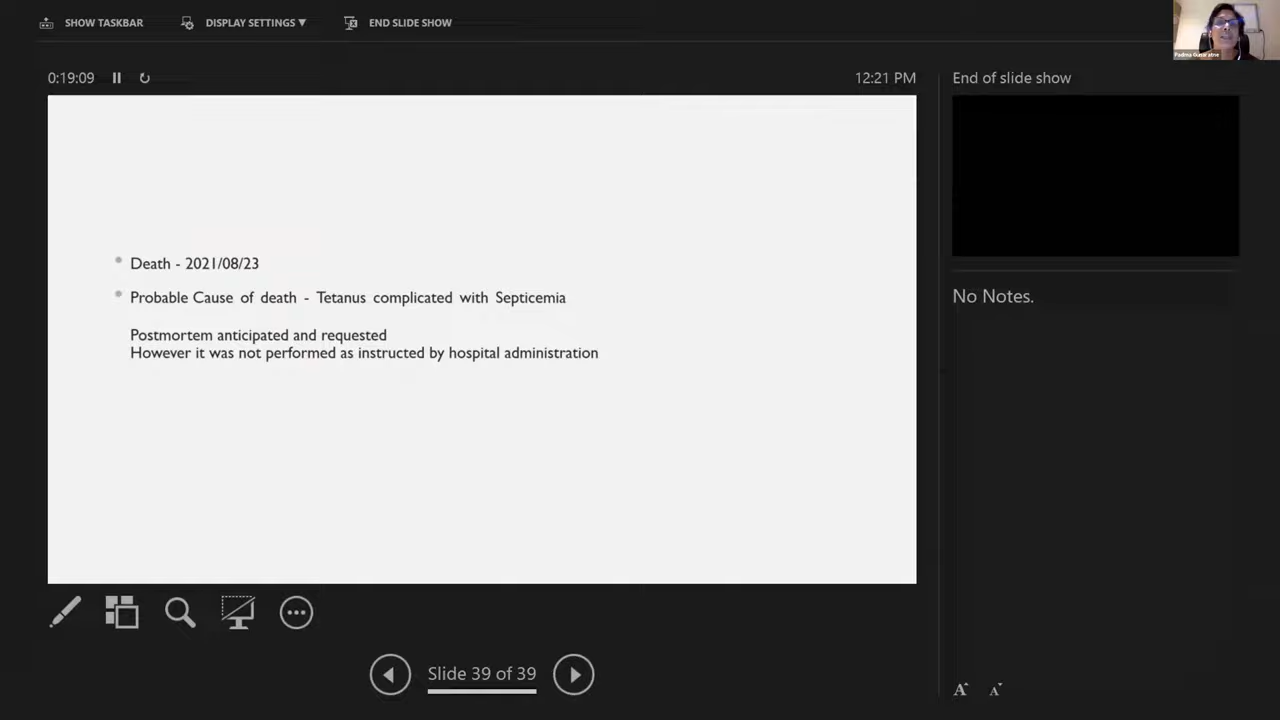 SHOW TASKBAR
DISPLAY SETTINGS ▼
END SLIDE SHOW
0:19:09
12:21 PM
End of slide show
Death - 2021/08/23
Probable Cause of death - Tetanus complicated with Septicemia
Postmortem anticipated and requested
However it was not performed as instructed by hospital administration
No Notes.
Slide 39 of 39
A
A
Padma Gunaratne